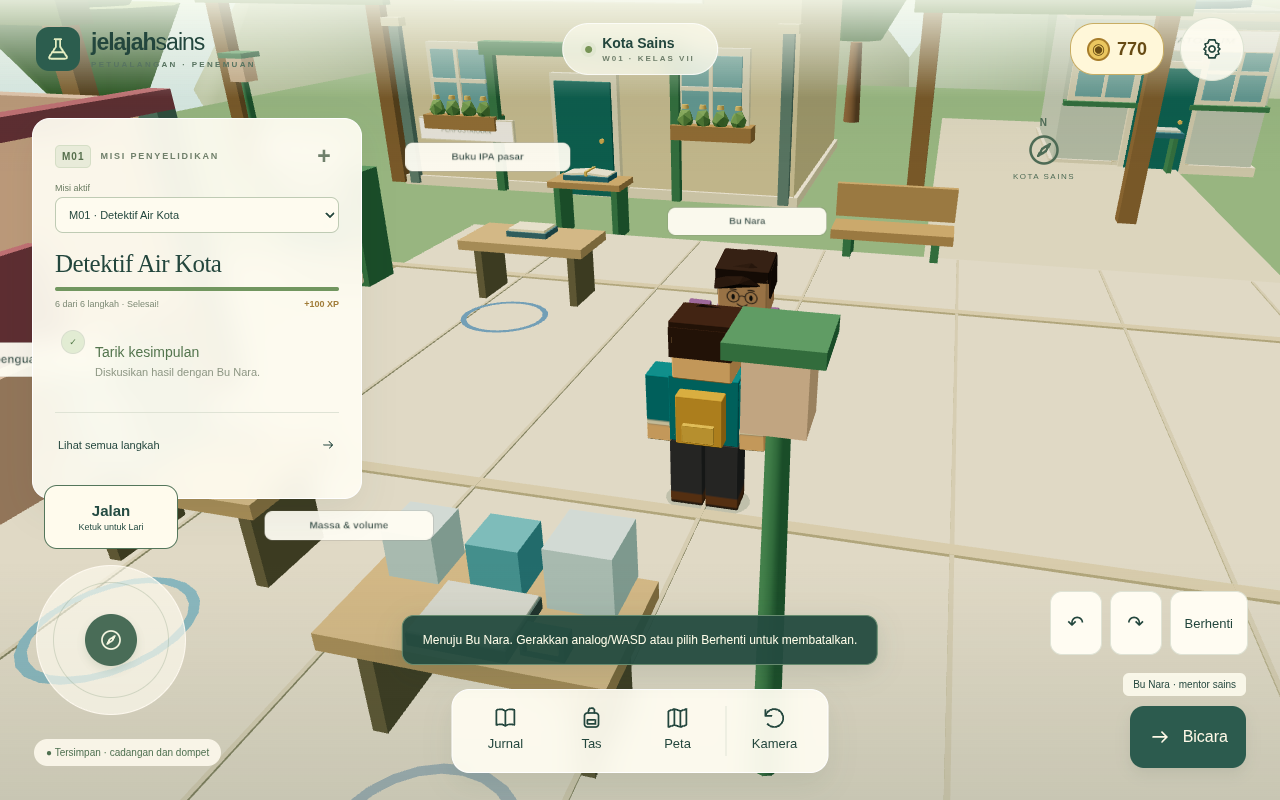 jelajahsains
PETUALANGAN · PENEMUAN
Kota Sains
W01 · KELAS VII
770
M01 MISI PENYELIDIKAN
Misi aktif
M01 · Detektif Air Kota
Detektif Air Kota
6 dari 6 langkah · Selesai!
+100 XP
✓
Tarik kesimpulan
Diskusikan hasil dengan Bu Nara.
Lihat semua langkah
Buku IPA pasar
Bu Nara
N
KOTA SAINS
Jalan
Ketuk untuk Lari
Massa & volume
Menuju Bu Nara. Gerakkan analog/WASD atau pilih Berhenti untuk membatalkan.
Berhenti
Bu Nara · mentor sains
Bicara
Jurnal
Tas
Peta
Kamera
● Tersimpan · cadangan dan dompet